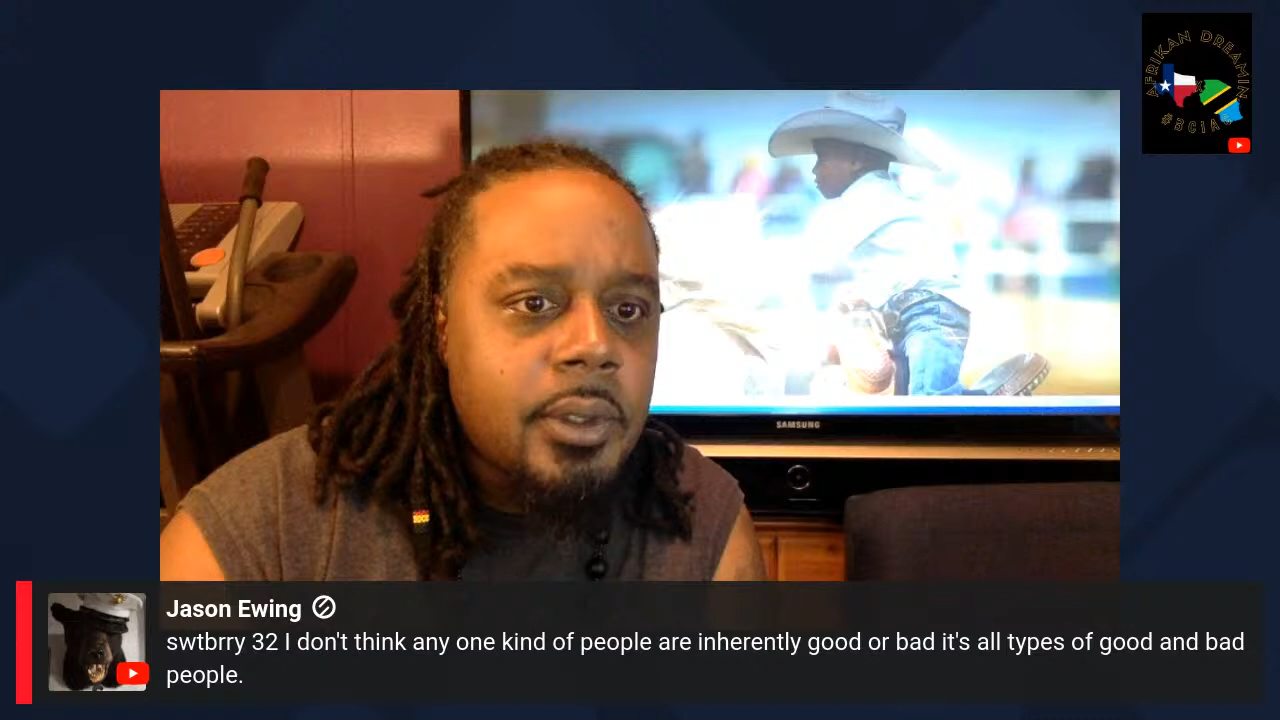 AFRIKAN DREAMIN
#BCIAS
SAMSUNG
Jason Ewing
swtbrry 32 I don't think any one kind of people are inherently good or bad it's all types of good and bad
people.